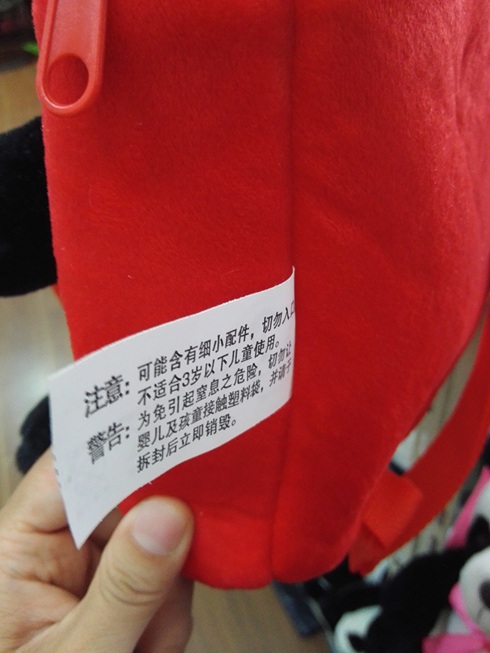 注意：可能含有细小配件，切勿入口
不适合3岁以下儿童使用。
警告：为免引起窒息之危险，切勿让
婴儿及孩童接触塑料袋，并请于
拆封后立即销毁。